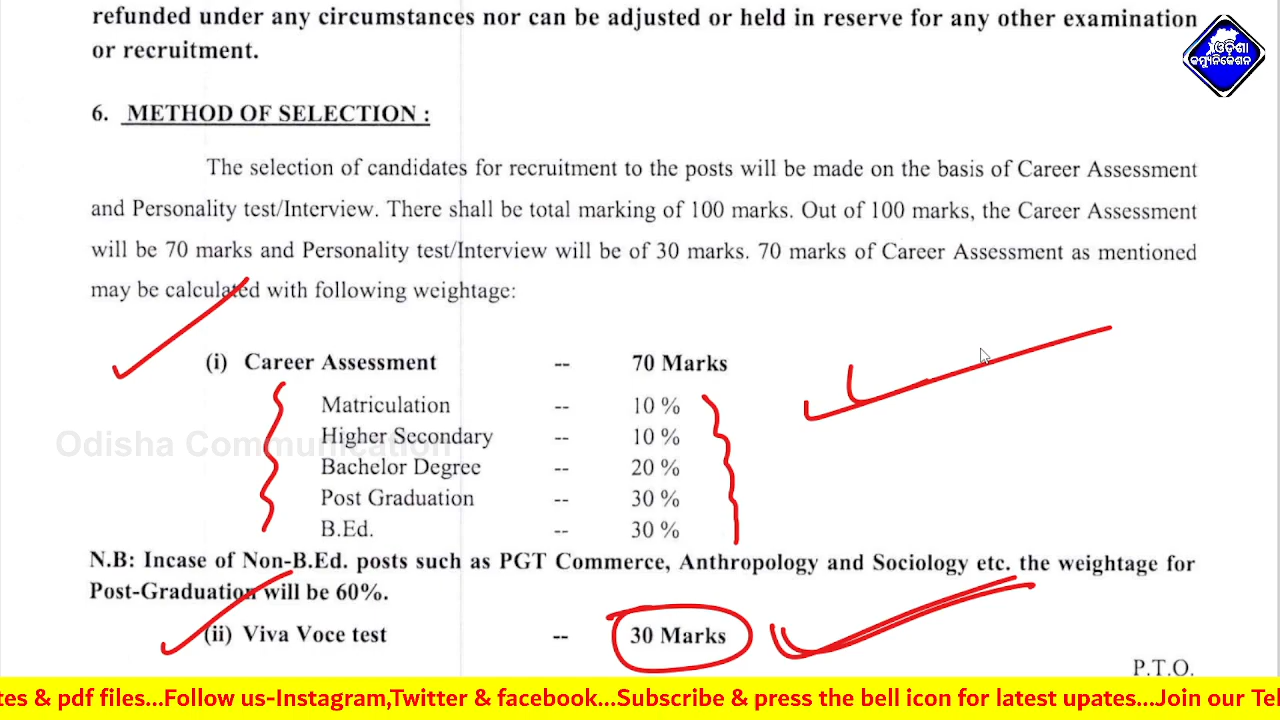 refunded under any circumstances nor can be adjusted or held in reserve for any other examination
or recruitment.
ଓଡ଼ିଶା
କମ୍ୟୁନିକେଶନ
6. METHOD OF SELECTION :
The selection of candidates for recruitment to the posts will be made on the basis of Career Assessment
and Personality test/Interview. There shall be total marking of 100 marks. Out of 100 marks, the Career Assessment
will be 70 marks and Personality test/Interview will be of 30 marks. 70 marks of Career Assessment as mentioned
may be calculated with following weightage:
(i) Career Assessment -- 70 Marks
Matriculation -- 10 %
Higher Secondary -- 10 %
Odisha Communication
Bachelor Degree -- 20 %
Post Graduation -- 30 %
B.Ed. -- 30 %
N.B: Incase of Non-B.Ed. posts such as PGT Commerce, Anthropology and Sociology etc. the weightage for
Post-Graduation will be 60%.
(ii) Viva Voce test -- 30 Marks
P.T.O.
tes & pdf files...Follow us-Instagram,Twitter & facebook...Subscribe & press the bell icon for latest upates...Join our Tel